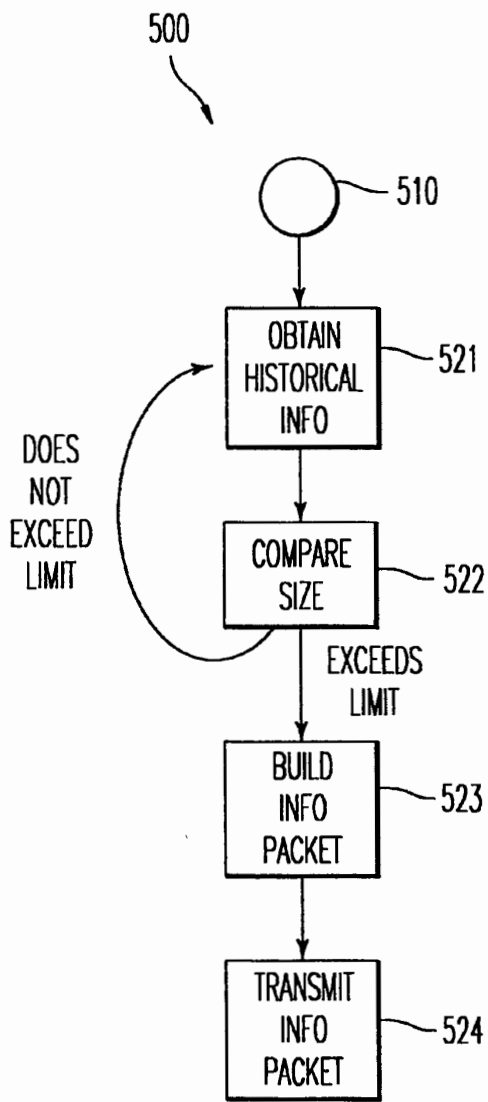 500
510
OBTAIN
HISTORICAL
INFO
521
DOES
NOT
EXCEED
LIMIT
COMPARE
SIZE
522
EXCEEDS
LIMIT
BUILD
INFO
PACKET
523
TRANSMIT
INFO
PACKET
524